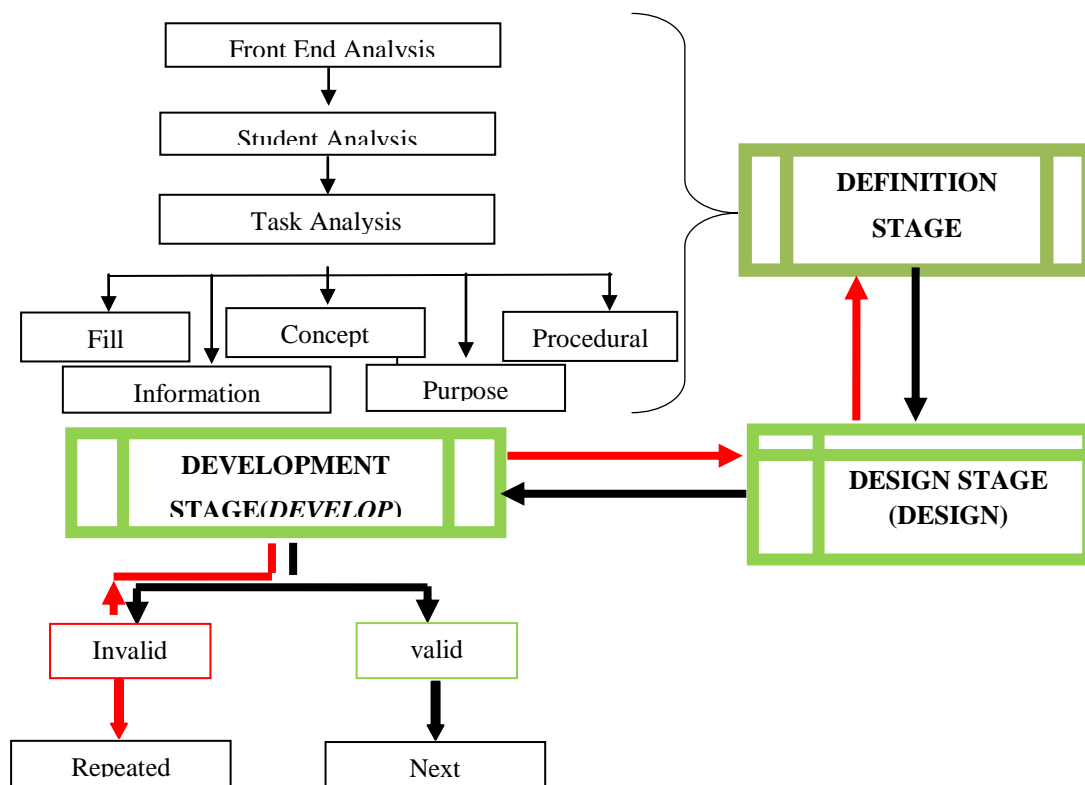 Front End Analysis
Student Analysis
Task Analysis
Fill
Information
Concept
Purpose
Procedural
DEFINITION
STAGE
DESIGN STAGE
(DESIGN)
DEVELOPMENT
STAGE(DEVELOP)
Invalid
valid
Repeated
Next